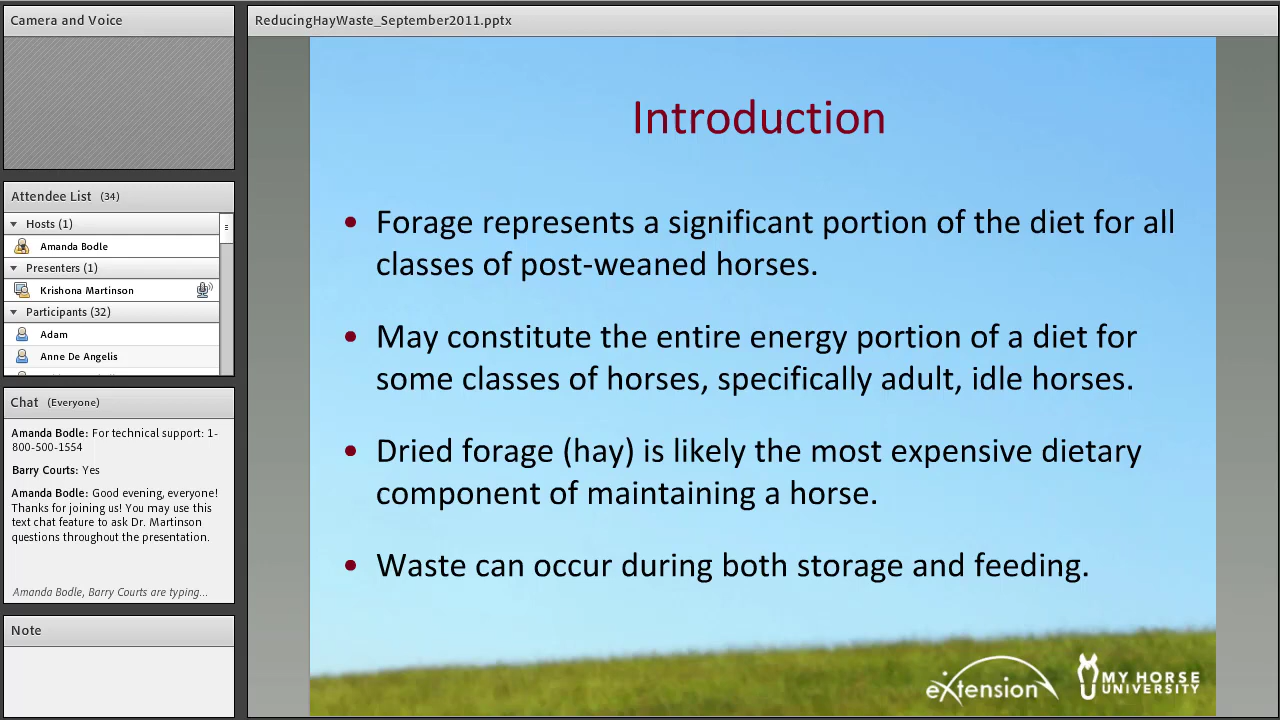 Camera and Voice
Attendee List (34)
Hosts (1)
Amanda Bodle
Presenters (1)
Krishona Martinson
Participants (32)
Adam
Anne De Angelis
Chat (Everyone)
Amanda Bodle: For technical support: 1-
800-500-1554
Barry Courts: Yes
Amanda Bodle: Good evening, everyone!
Thanks for joining us! You may use this
text chat feature to ask Dr. Martinson
questions throughout the presentation.
Amanda Bodle, Barry Courts are typing...
Note
ReducingHayWaste_September2011.pptx
Introduction
• Forage represents a significant portion of the diet for all
classes of post-weaned horses.
• May constitute the entire energy portion of a diet for
some classes of horses, specifically adult, idle horses.
• Dried forage (hay) is likely the most expensive dietary
component of maintaining a horse.
• Waste can occur during both storage and feeding.
eXtension
MY HORSE
UNIVERSITY